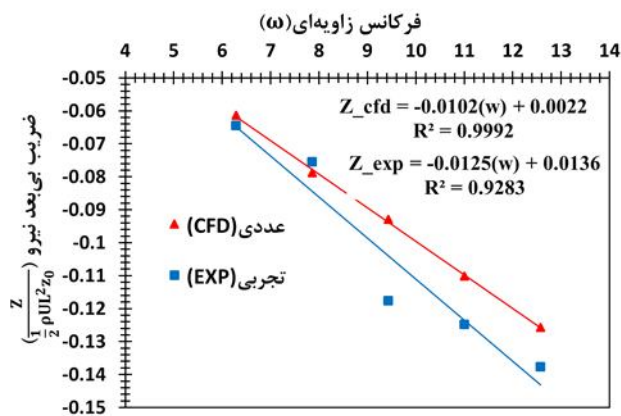 فرکانس زاویه‌ای(ω)
4 5 6 7 8 9 10 11 12 13 14
-0.05
-0.06
-0.07
-0.08
-0.09
-0.1
-0.11
-0.12
-0.13
-0.14
-0.15
Z_cfd = -0.0102(w) + 0.0022
R² = 0.9992
Z_exp = -0.0125(w) + 0.0136
R² = 0.9283
عددی(CFD)
تجربی(EXP)
ضریب بی‌بعد نیرو (Z / ½ ρUL²z₀)